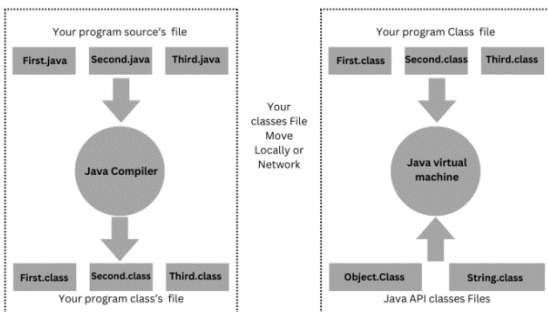 Your program source's file
First.java
Second.java
Third.java
Java Compiler
First.class
Second.class
Third.class
Your program class's file
Your
classes File
Move
Locally or
Network
Your program Class file
First.class
Second.class
Third.class
Java virtual
machine
Object.Class
String.class
Java API classes Files